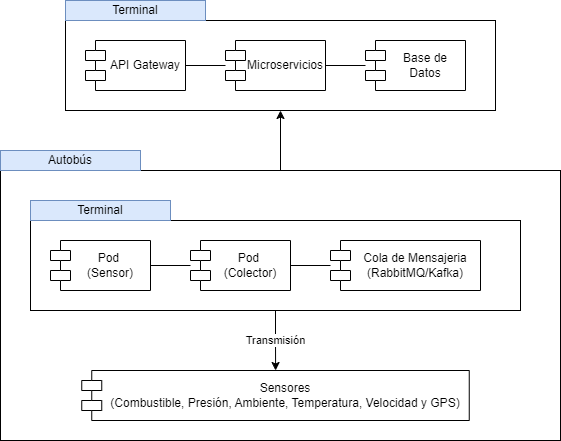 Terminal
API Gateway
Microservicios
Base de
Datos
Autobús
Terminal
Pod
(Sensor)
Pod
(Colector)
Cola de Mensajeria
(RabbitMQ/Kafka)
Transmisión
Sensores
(Combustible, Presión, Ambiente, Temperatura, Velocidad y GPS)